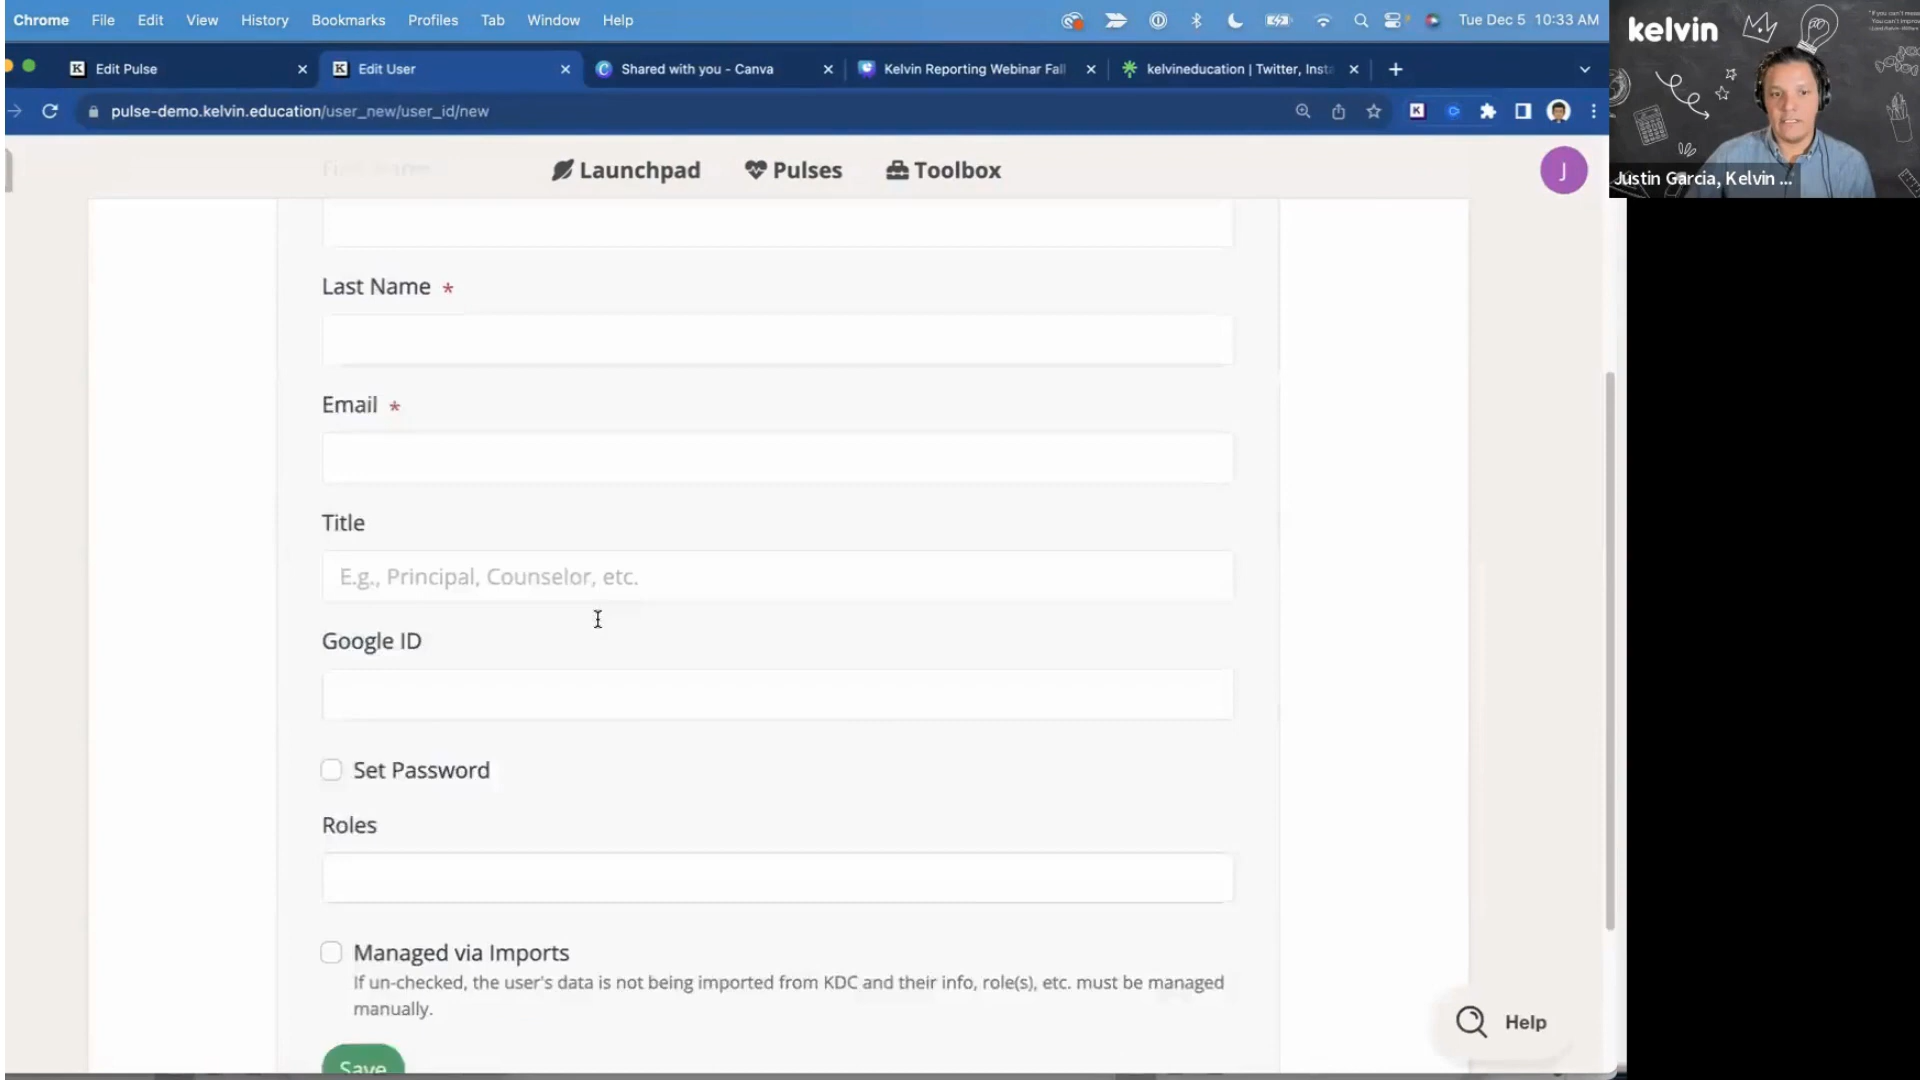 Chrome File Edit View History Bookmarks Profiles Tab Window Help Tue Dec 5 10:33 AM
Edit Pulse Edit User Shared with you - Canva Kelvin Reporting Webinar Fall kelvineducation | Twitter, Insta
pulse-demo.kelvin.education/user_new/user_id/new
kelvin
Justin Garcia, Kelvin ...
First Name
Launchpad Pulses Toolbox J
Last Name *
Email *
Title
E.g., Principal, Counselor, etc.
Google ID
Set Password
Roles
Managed via Imports
If un-checked, the user's data is not being imported from KDC and their info, role(s), etc. must be managed
manually.
Save
Help